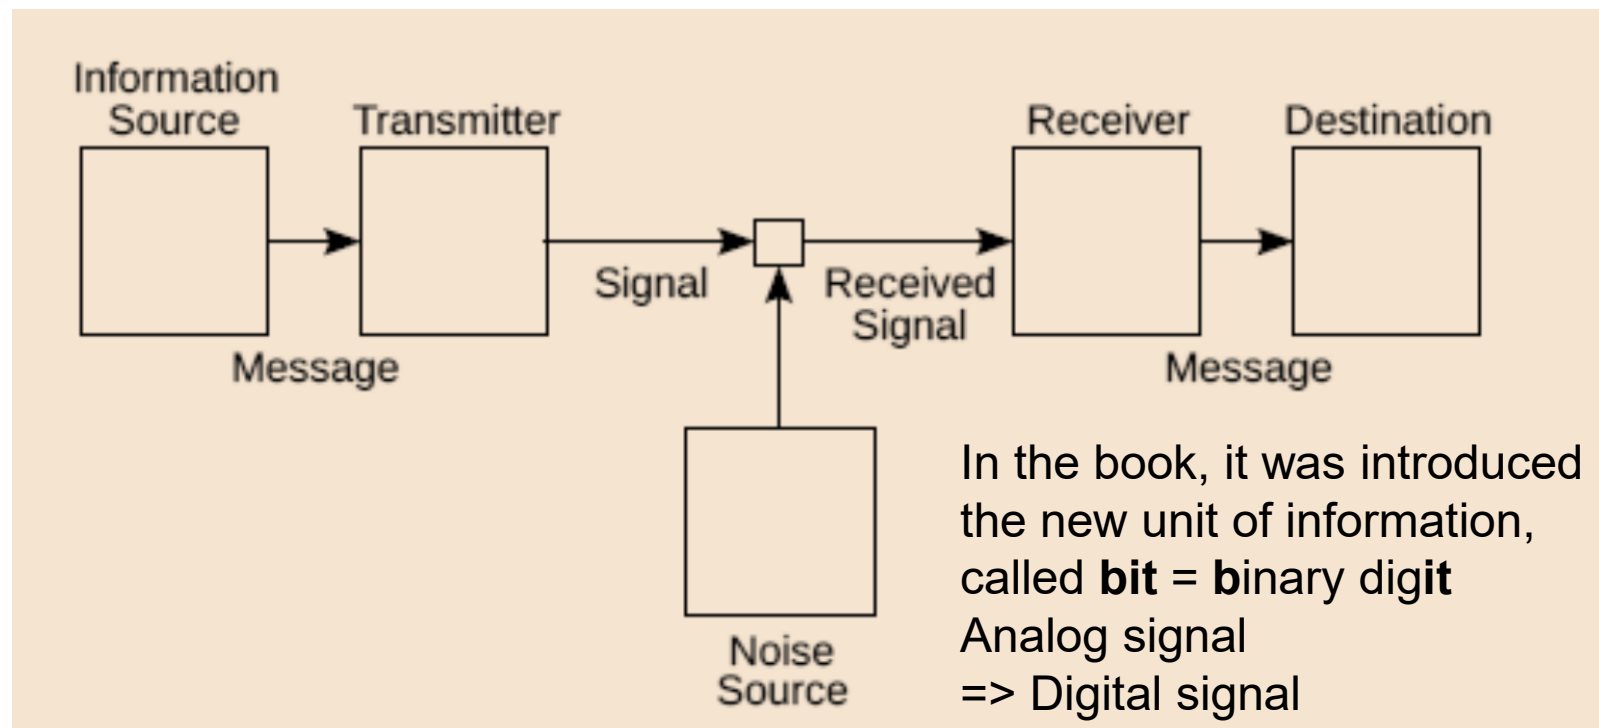 Information
Source
Transmitter
Receiver
Destination
Signal
Received
Signal
Message
Message
Noise
Source
In the book, it was introduced
the new unit of information,
called bit = binary digit
Analog signal
=> Digital signal